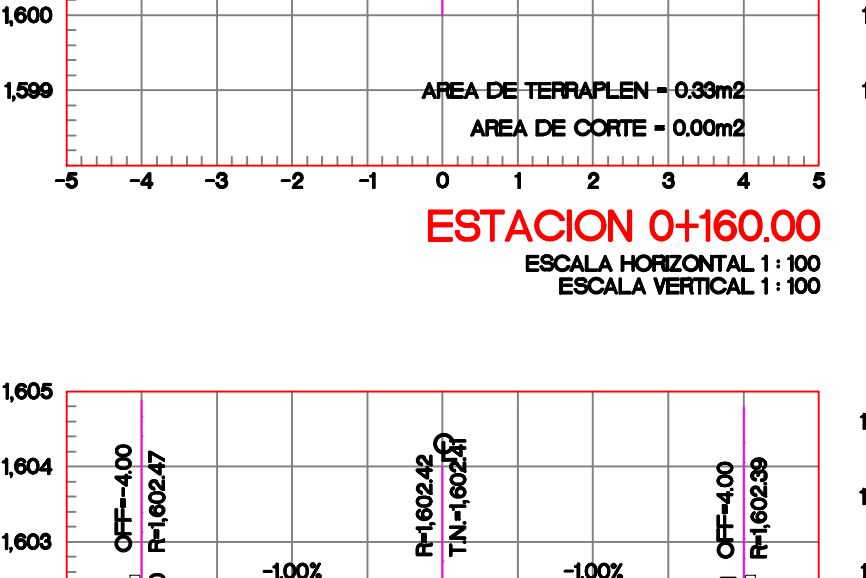 1,600
1,599
AREA DE TERRAPLEN = 0.33m2
AREA DE CORTE = 0.00m2
-5 -4 -3 -2 -1 0 1 2 3 4 5
ESTACION 0+160.00
ESCALA HORIZONTAL 1 : 100
ESCALA VERTICAL 1 : 100
1,605
1,604
1,603
OFF=-4.00
R=1,602.47
R=1,602.42
T.N.=1,602.41
OFF=4.00
R=1,602.39
-1.00%
-1.00%